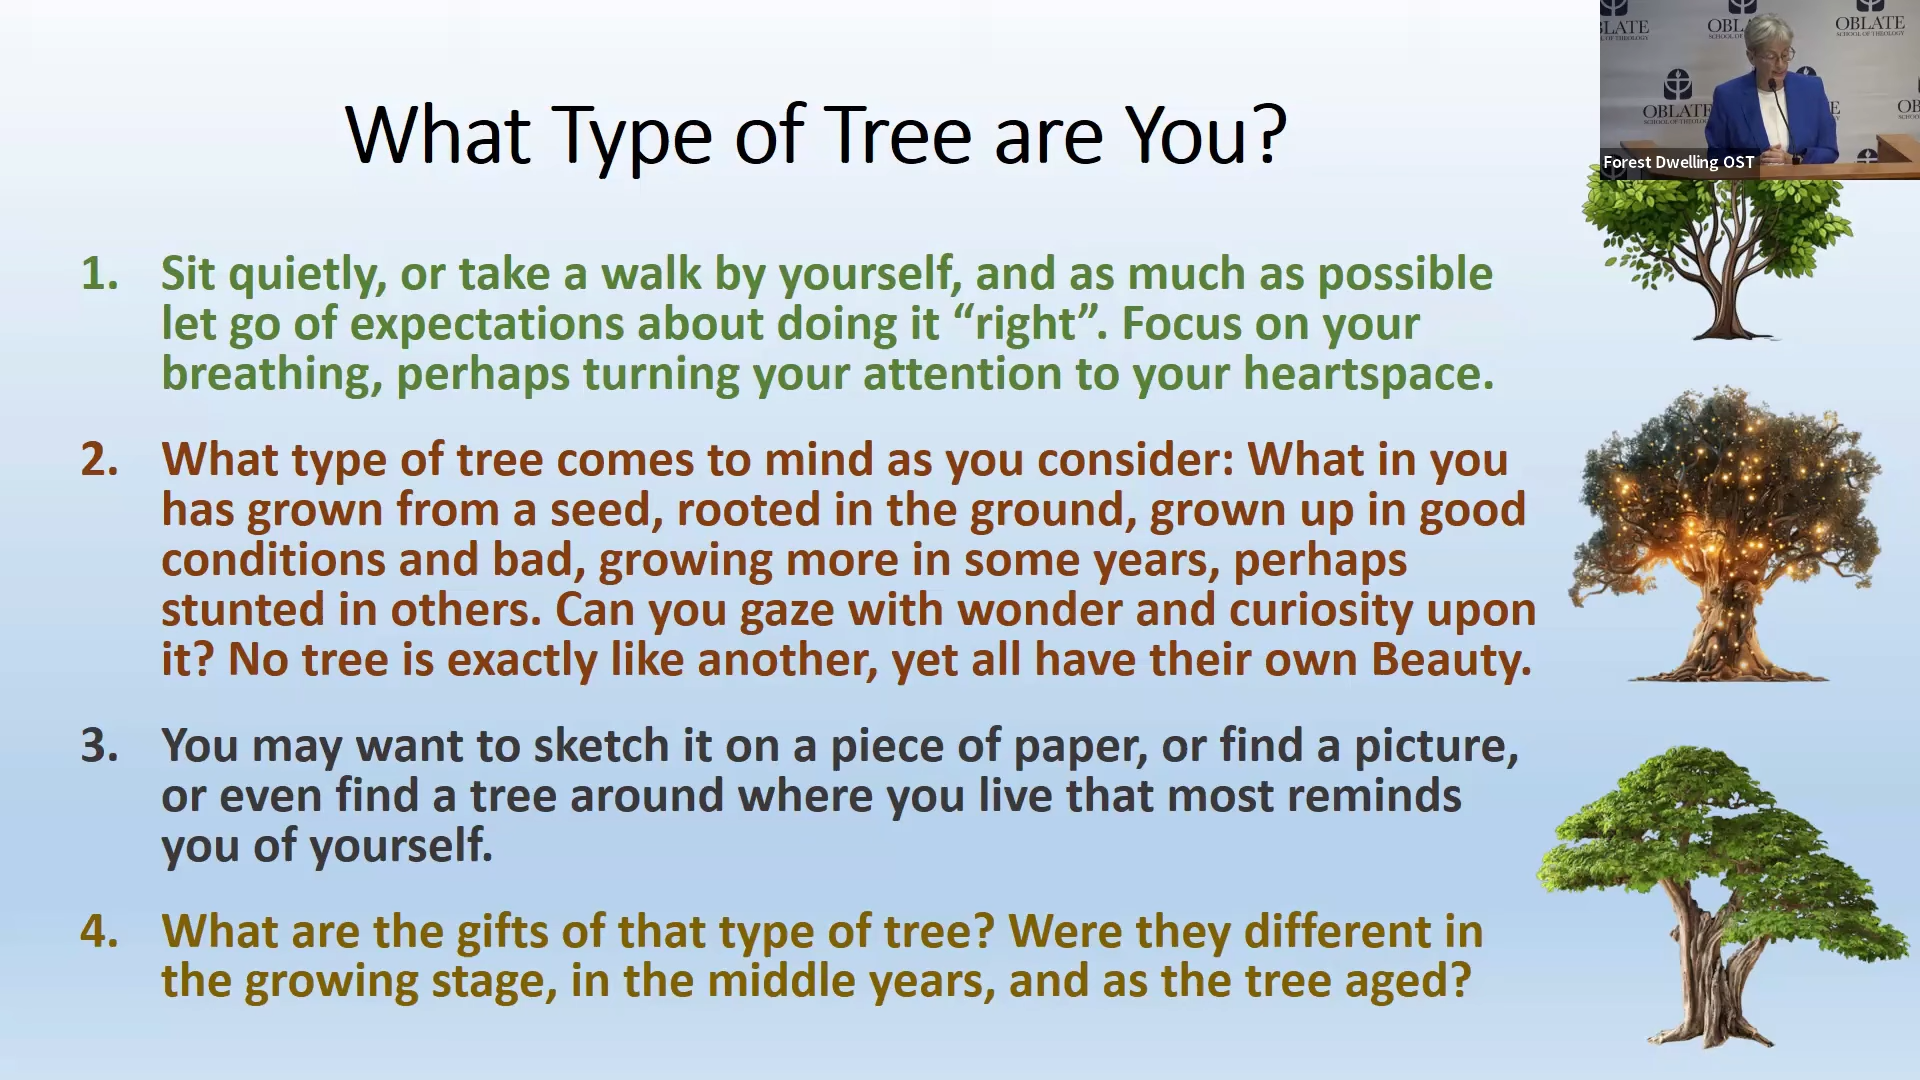 What Type of Tree are You?
1. Sit quietly, or take a walk by yourself, and as much as possible
let go of expectations about doing it “right”. Focus on your
breathing, perhaps turning your attention to your heartspace.
2. What type of tree comes to mind as you consider: What in you
has grown from a seed, rooted in the ground, grown up in good
conditions and bad, growing more in some years, perhaps
stunted in others. Can you gaze with wonder and curiosity upon
it? No tree is exactly like another, yet all have their own Beauty.
3. You may want to sketch it on a piece of paper, or find a picture,
or even find a tree around where you live that most reminds
you of yourself.
4. What are the gifts of that type of tree? Were they different in
the growing stage, in the middle years, and as the tree aged?
OBLATE
SCHOOL OF THEOLOGY
OBLATE
SCHOOL OF THEOLOGY
Forest Dwelling OST